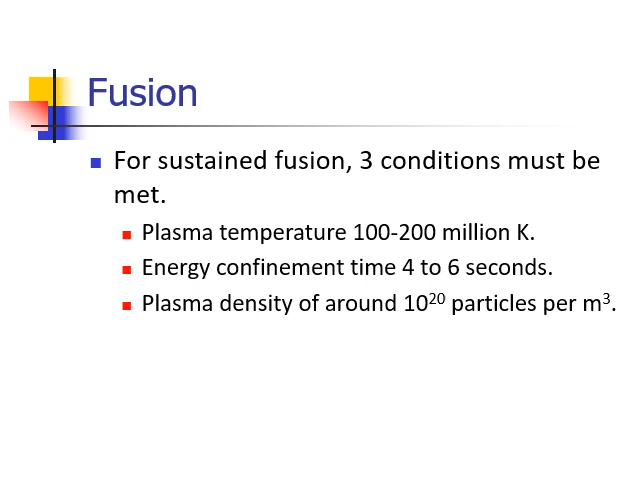 Fusion
For sustained fusion, 3 conditions must be
met.
Plasma temperature 100-200 million K.
Energy confinement time 4 to 6 seconds.
Plasma density of around 10²⁰ particles per m³.